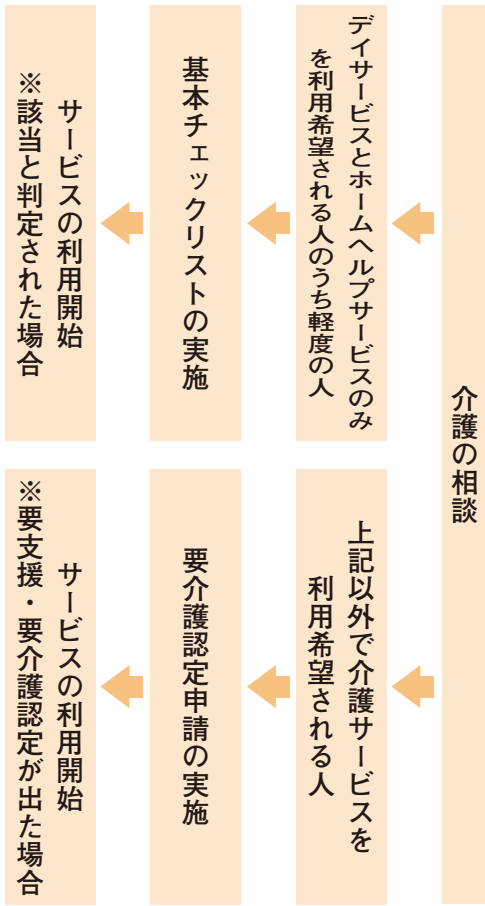 介護の相談
デイサービスとホームヘルプサービスのみ
を利用希望される人のうち軽度の人
基本チェックリストの実施
サービスの利用開始
※該当と判定された場合
上記以外で介護サービスを
利用希望される人
要介護認定申請の実施
サービスの利用開始
※要支援・要介護認定が出た場合